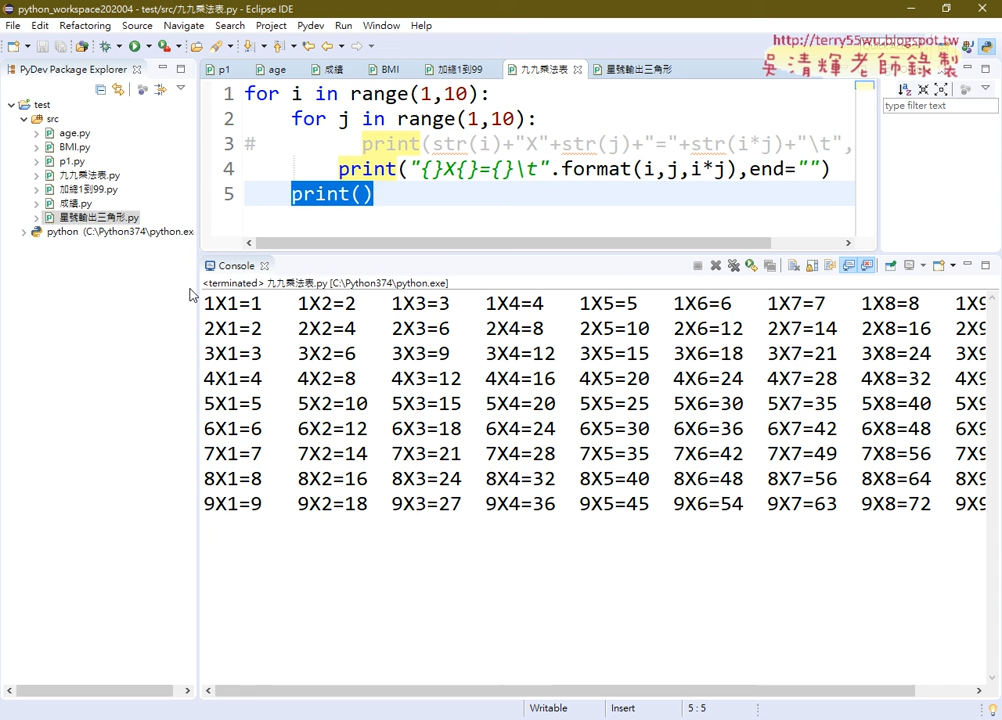 python_workspace202004 - test/src/九九乘法表.py - Eclipse IDE
File Edit Refactoring Source Navigate Search Project Pydev Run Window Help
http://terry55wu.blogspot.tw
吳清輝老師錄製
PyDev Package Explorer
test
src
age.py
BMI.py
p1.py
九九乘法表.py
加總1到99.py
成績.py
星號輸出三角形.py
python (C:\Python374\python.ex
p1 age 成績 BMI 加總1到99 九九乘法表 星號輸出三角形
1 for i in range(1,10):
2 for j in range(1,10):
3 # print(str(i)+"X"+str(j)+"="+str(i*j)+"\t",
4 print("{}X{}={}\t".format(i,j,i*j),end="")
5 print()
type filter text
Console
<terminated> 九九乘法表.py [C:\Python374\python.exe]
1X1=1 1X2=2 1X3=3 1X4=4 1X5=5 1X6=6 1X7=7 1X8=8 1X9
2X1=2 2X2=4 2X3=6 2X4=8 2X5=10 2X6=12 2X7=14 2X8=16 2X9
3X1=3 3X2=6 3X3=9 3X4=12 3X5=15 3X6=18 3X7=21 3X8=24 3X9
4X1=4 4X2=8 4X3=12 4X4=16 4X5=20 4X6=24 4X7=28 4X8=32 4X9
5X1=5 5X2=10 5X3=15 5X4=20 5X5=25 5X6=30 5X7=35 5X8=40 5X9
6X1=6 6X2=12 6X3=18 6X4=24 6X5=30 6X6=36 6X7=42 6X8=48 6X9
7X1=7 7X2=14 7X3=21 7X4=28 7X5=35 7X6=42 7X7=49 7X8=56 7X9
8X1=8 8X2=16 8X3=24 8X4=32 8X5=40 8X6=48 8X7=56 8X8=64 8X9
9X1=9 9X2=18 9X3=27 9X4=36 9X5=45 9X6=54 9X7=63 9X8=72 9X9
Writable Insert 5 : 5